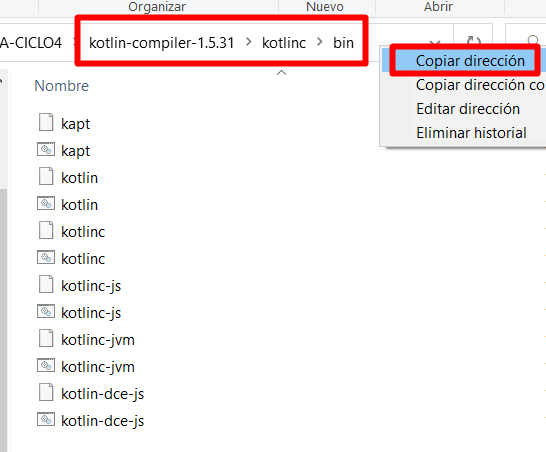 Organizar Nuevo Abrir
A-CICLO4 > kotlin-compiler-1.5.31 > kotlinc > bin
Copiar dirección
Copiar dirección co
Editar dirección
Eliminar historial
Nombre
kapt
kapt
kotlin
kotlin
kotlinc
kotlinc
kotlinc-js
kotlinc-js
kotlinc-jvm
kotlinc-jvm
kotlin-dce-js
kotlin-dce-js